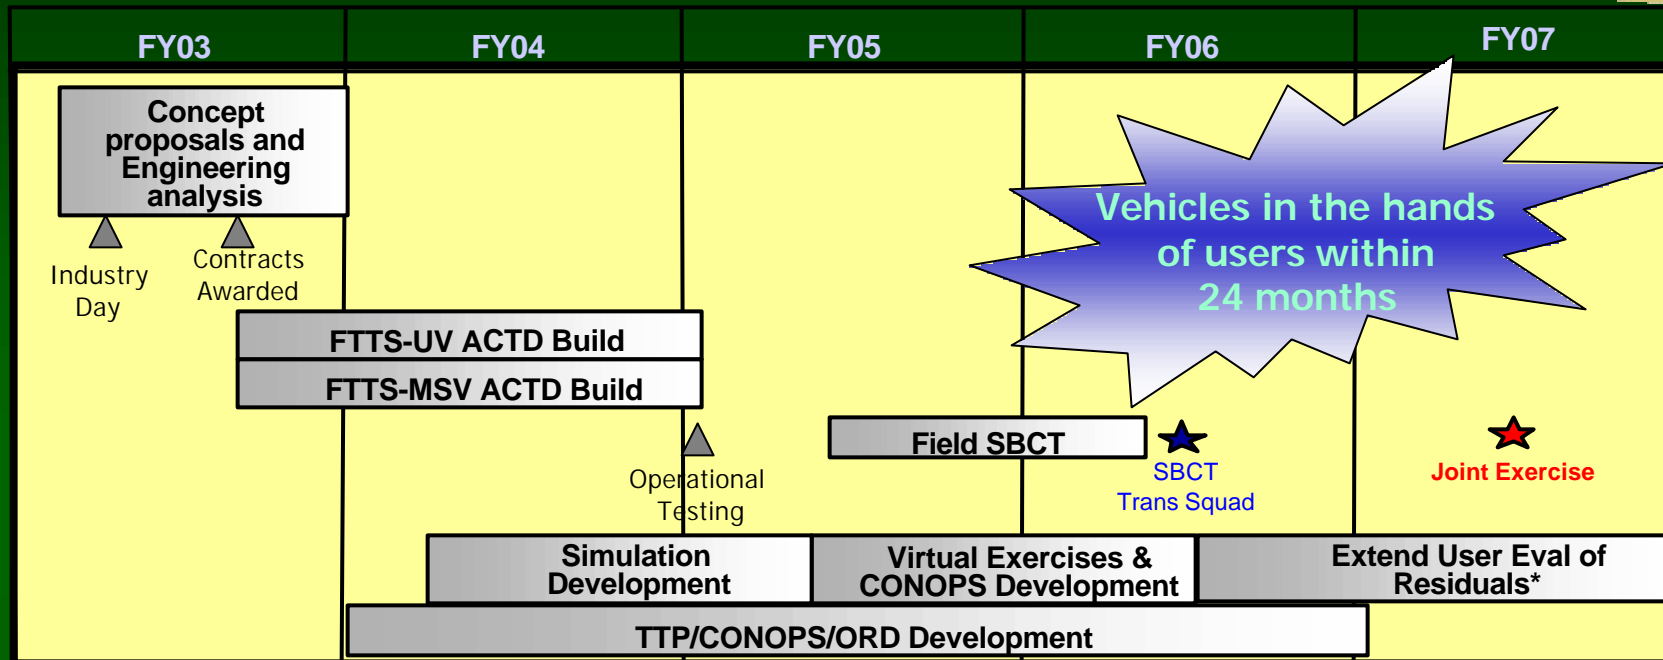 FY03
FY04
FY05
FY06
FY07
Concept
proposals and
Engineering
analysis
Industry
Day
Contracts
Awarded
Vehicles in the hands
of users within
24 months
FTTS-UV ACTD Build
FTTS-MSV ACTD Build
Operational
Testing
Field SBCT
SBCT
Trans Squad
Joint Exercise
Simulation
Development
Virtual Exercises &
CONOPS Development
Extend User Eval of
Residuals*
TTP/CONOPS/ORD Development